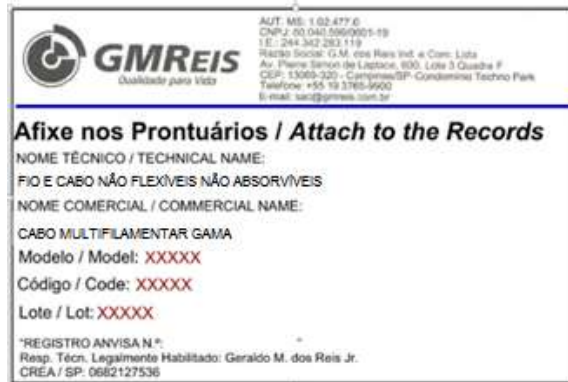 GMREIS
Qualidade para Vida
AUT. MS: 1.02.477.0
CNPJ: 60.040.599/0001-19
I.E.: 244.342.283.119
Razão Social: G.M. dos Reis Ind. e Com. Ltda
Av. Pierre Simon de Laplace, 600, Lote 3 Quadra F
CEP: 13069-320 - Campinas/SP- Condomínio Techno Park
Telefone: +55 19 3765-9900
E-mail: sac@gmreis.com.br
Afixe nos Prontuários / Attach to the Records
NOME TÉCNICO / TECHNICAL NAME:
FIO E CABO NÃO FLEXÍVEIS NÃO ABSORVÍVEIS
NOME COMERCIAL / COMMERCIAL NAME:
CABO MULTIFILAMENTAR GAMA
Modelo / Model: XXXXX
Código / Code: XXXXX
Lote / Lot: XXXXX
"REGISTRO ANVISA N.º:
Resp. Técn. Legalmente Habilitado: Geraldo M. dos Reis Jr.
CREA / SP: 0682127536